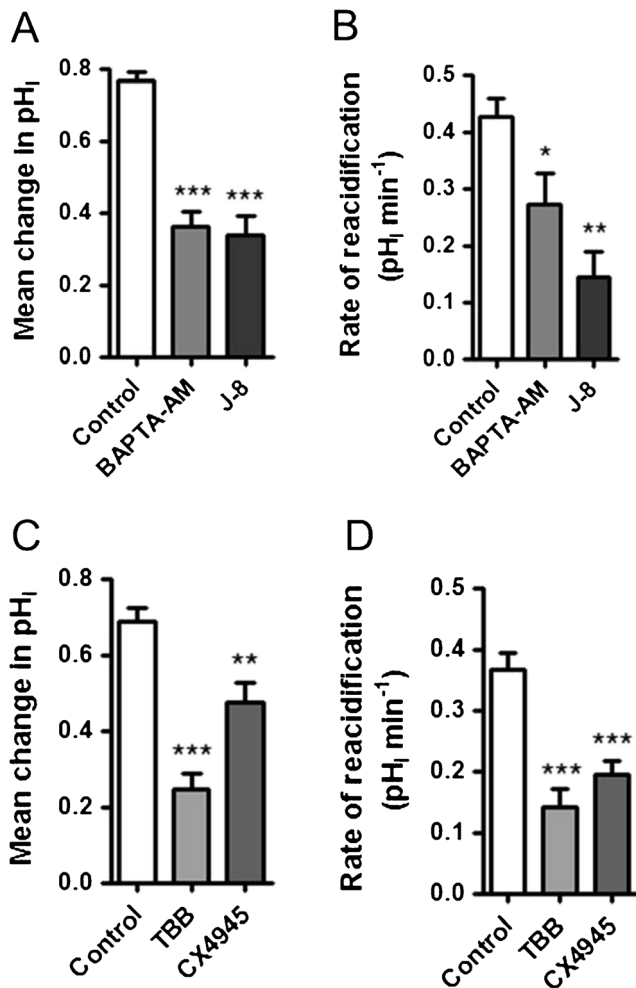 A
Mean change in pHI
0.8
0.6
0.4
0.2
0.0
***
***
Control
BAPTA-AM
J-8
B
Rate of reacidification
(pHI min-1)
0.5
0.4
0.3
0.2
0.1
0.0
*
**
Control
BAPTA-AM
J-8
C
Mean change in pHI
0.8
0.6
0.4
0.2
0.0
***
**
Control
TBB
CX4945
D
Rate of reacidification
(pHI min-1)
0.5
0.4
0.3
0.2
0.1
0.0
***
***
Control
TBB
CX4945